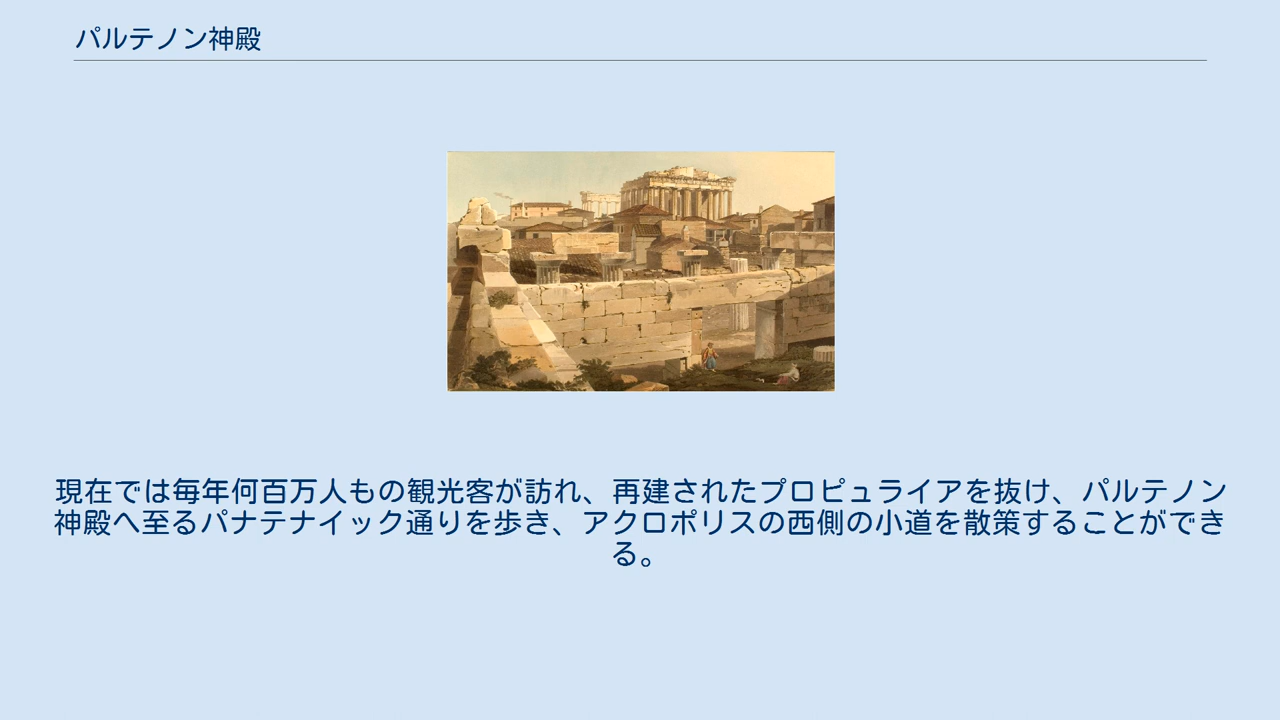 パルテノン神殿
現在では毎年何百万人もの観光客が訪れ、再建されたプロピュライアを抜け、パルテノン
神殿へ至るパナテナイック通りを歩き、アクロポリスの西側の小道を散策することができ
る。